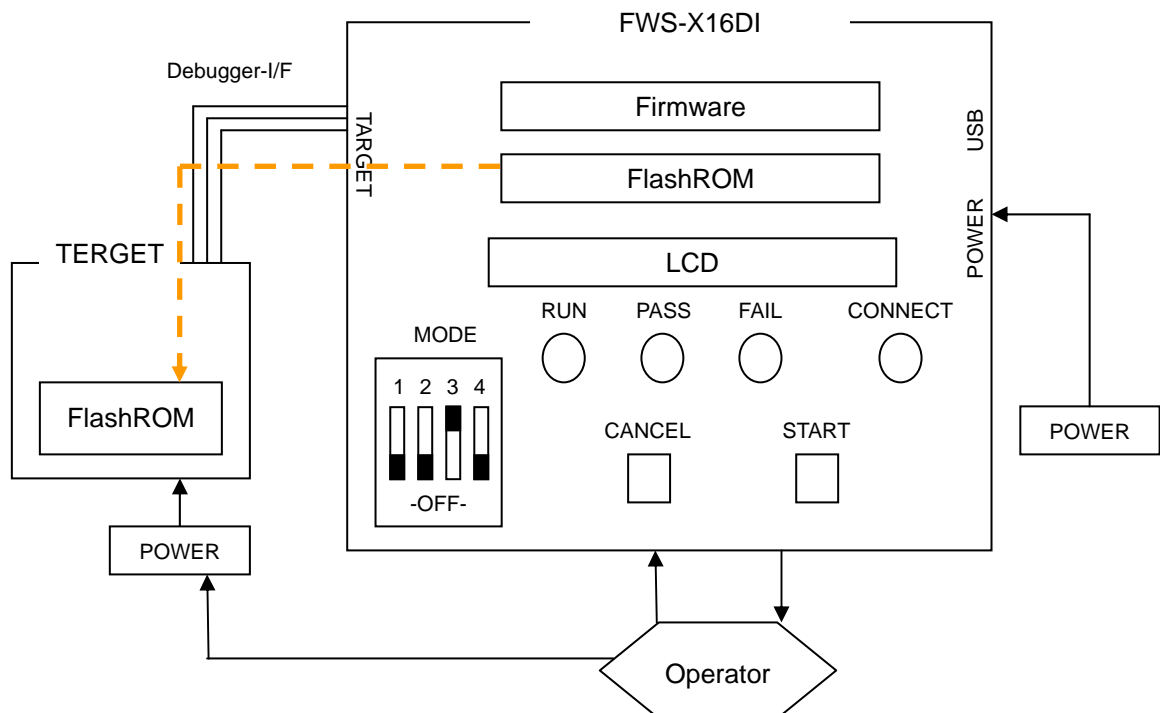 FWS-X16DI
Debugger-I/F
Firmware
TARGET
USB
FlashROM
POWER
TERGET
LCD
RUN PASS FAIL CONNECT
MODE
1 2 3 4
FlashROM
CANCEL START
POWER
-OFF-
POWER
Operator